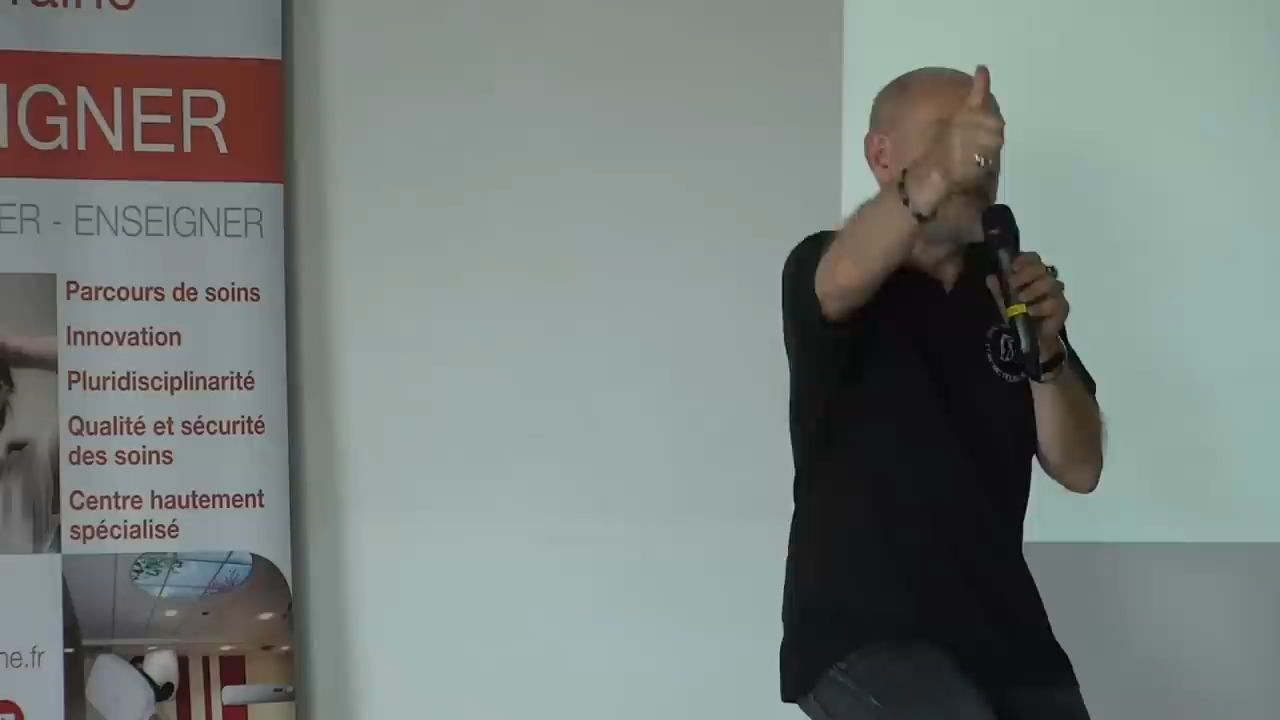 IGNER
ER - ENSEIGNER
Parcours de soins
Innovation
Pluridisciplinarité
Qualité et sécurité
des soins
Centre hautement
spécialisé
ne.fr